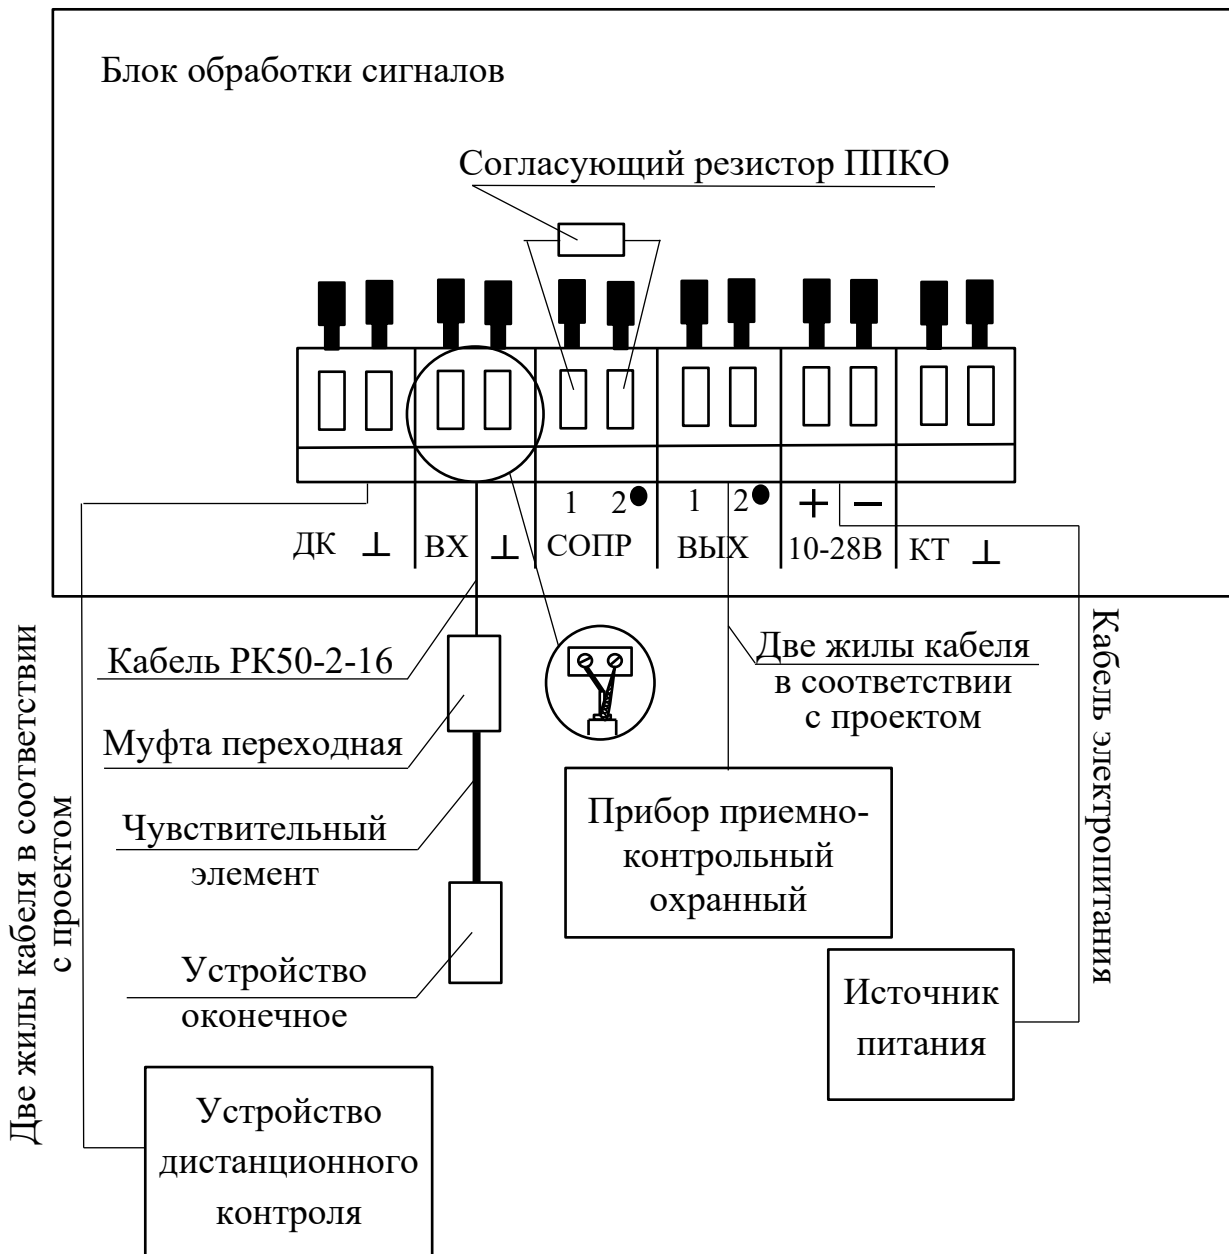 Блок обработки сигналов
Согласующий резистор ППКО
1 2 1 2 + −
ДК ⊥ ВХ ⊥ СОПР ВЫХ 10-28В КТ ⊥
Кабель РК50-2-16
Муфта переходная
Чувствительный
элемент
Устройство
оконечное
Две жилы кабеля
в соответствии
с проектом
Прибор приемно-
контрольный
охранный
Кабель электропитания
Источник
питания
Две жилы кабеля в соответствии
с проектом
Устройство
дистанционного
контроля